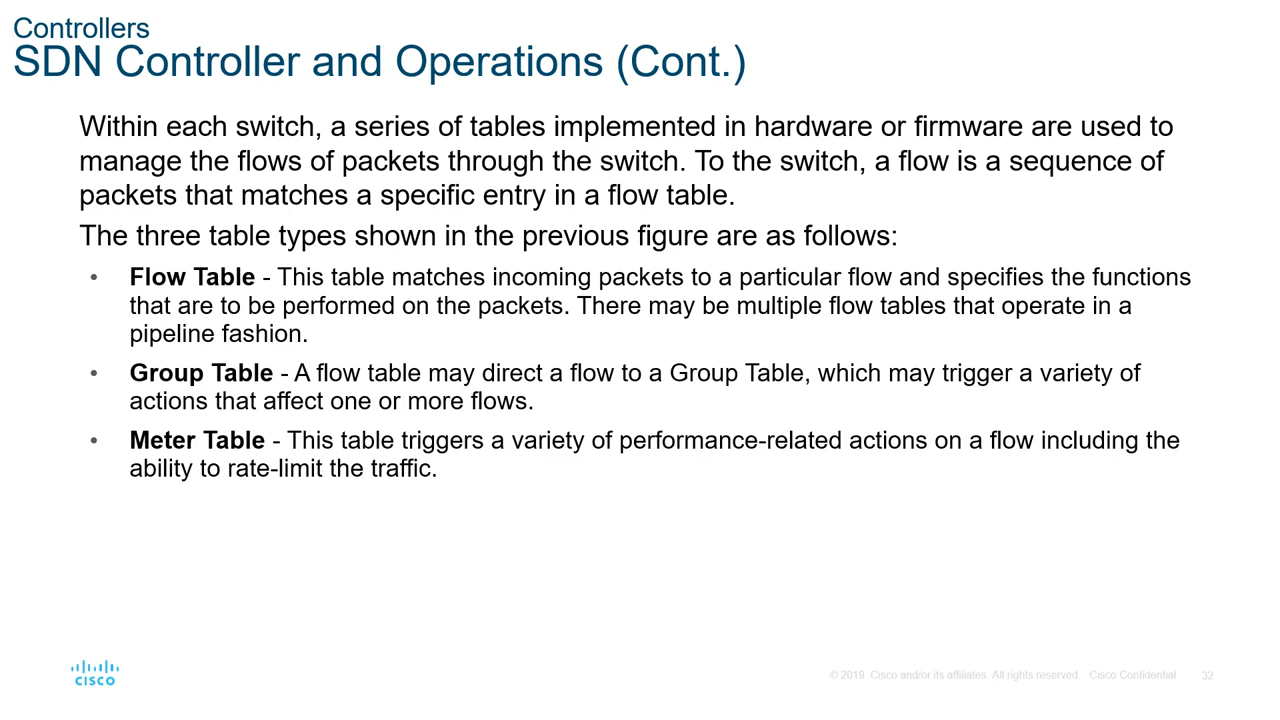 Controllers
SDN Controller and Operations (Cont.)
Within each switch, a series of tables implemented in hardware or firmware are used to
manage the flows of packets through the switch. To the switch, a flow is a sequence of
packets that matches a specific entry in a flow table.
The three table types shown in the previous figure are as follows:
• Flow Table - This table matches incoming packets to a particular flow and specifies the functions
that are to be performed on the packets. There may be multiple flow tables that operate in a
pipeline fashion.
• Group Table - A flow table may direct a flow to a Group Table, which may trigger a variety of
actions that affect one or more flows.
• Meter Table - This table triggers a variety of performance-related actions on a flow including the
ability to rate-limit the traffic.
CISCO
© 2019 Cisco and/or its affiliates. All rights reserved. Cisco Confidential 32